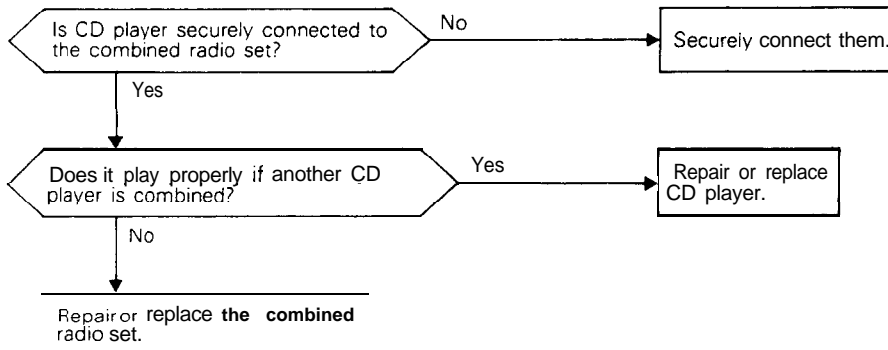 Is CD player securely connected to
the combined radio set?
No
Securely connect them.
Yes
Does it play properly if another CD
player is combined?
Yes
Repair or replace
CD player.
No
Repair or replace the combined
radio set.